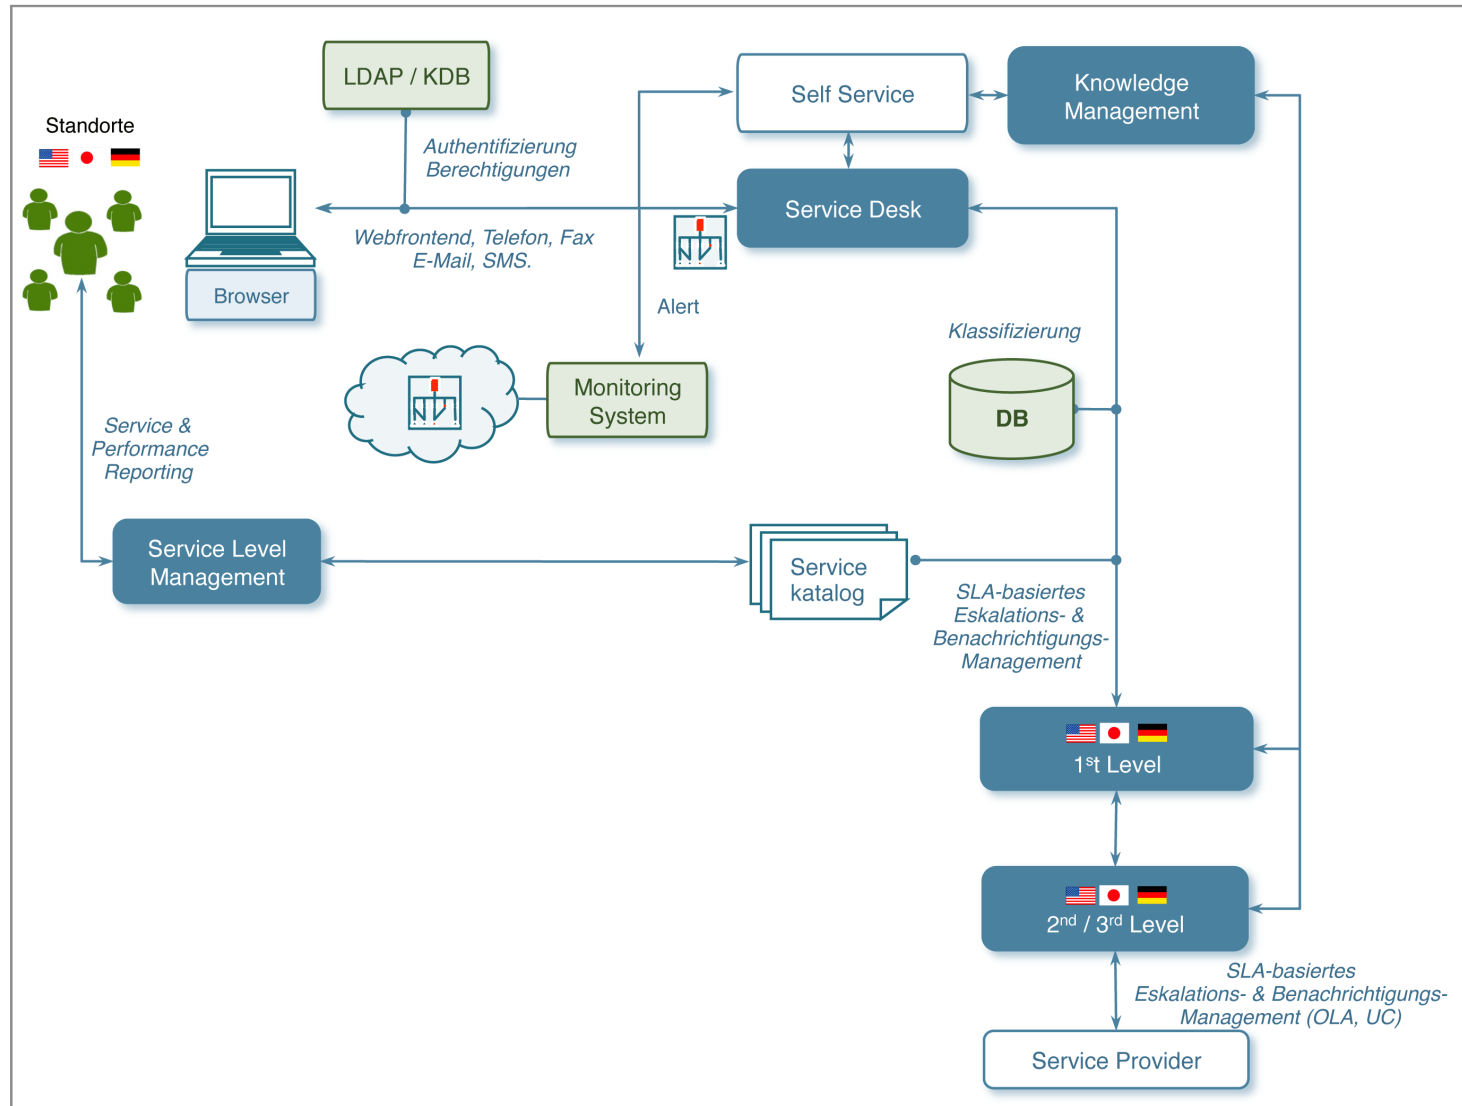 LDAP / KDB
Self Service
Knowledge
Management
Standorte
Authentifizierung
Berechtigungen
Service Desk
Webfrontend, Telefon, Fax
E-Mail, SMS.
Browser
Alert
Klassifizierung
Monitoring
System
DB
Service &
Performance
Reporting
Service Level
Management
Service
katalog
SLA-basiertes
Eskalations- &
Benachrichtigungs-
Management
1st Level
2nd / 3rd Level
SLA-basiertes
Eskalations- & Benachrichtigungs-
Management (OLA, UC)
Service Provider